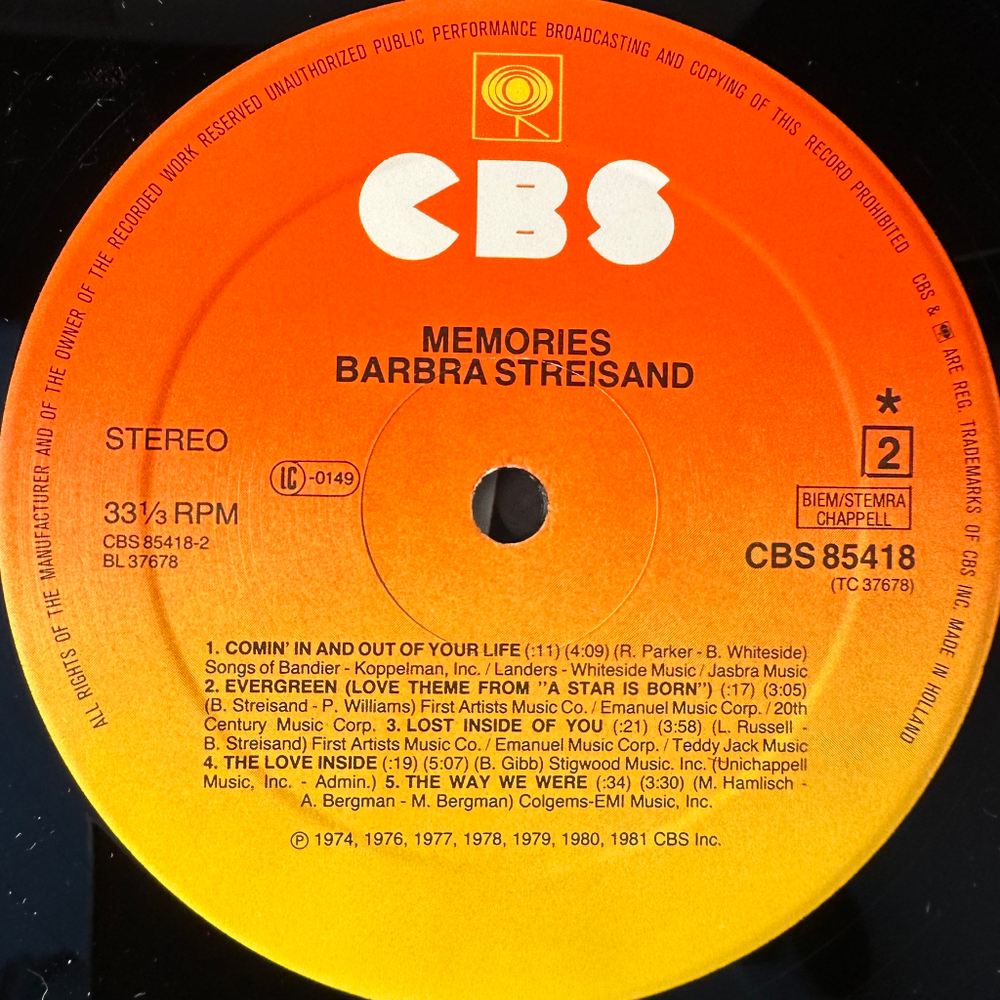 ALL RIGHTS OF THE MANUFACTURER AND OF THE OWNER OF THE RECORDED WORK RESERVED UNAUTHORIZED PUBLIC PERFORMANCE BROADCASTING AND COPYING OF THIS RECORD PROHIBITED CBS & ARE REG. TRADEMARKS OF CBS INC. MADE IN HOLLAND
CBS
MEMORIES
BARBRA STREISAND
STEREO
LC-0149
33⅓ RPM
CBS 85418-2
BL 37678
*
2
BIEM/STEMRA
CHAPPELL
CBS 85418
(TC 37678)
1. COMIN' IN AND OUT OF YOUR LIFE (:11) (4:09) (R. Parker - B. Whiteside)
Songs of Bandier - Koppelman, Inc. / Landers - Whiteside Music / Jasbra Music
2. EVERGREEN (LOVE THEME FROM "A STAR IS BORN") (:17) (3:05)
(B. Streisand - P. Williams) First Artists Music Co. / Emanuel Music Corp. / 20th
Century Music Corp. 3. LOST INSIDE OF YOU (:21) (3:58) (L. Russell -
B. Streisand) First Artists Music Co. / Emanuel Music Corp. / Teddy Jack Music
4. THE LOVE INSIDE (:19) (5:07) (B. Gibb) Stigwood Music. Inc. (Unichappell
Music, Inc. - Admin.) 5. THE WAY WE WERE (:34) (3:30) (M. Hamlisch -
A. Bergman - M. Bergman) Colgems-EMI Music, Inc.
℗ 1974, 1976, 1977, 1978, 1979, 1980, 1981 CBS Inc.